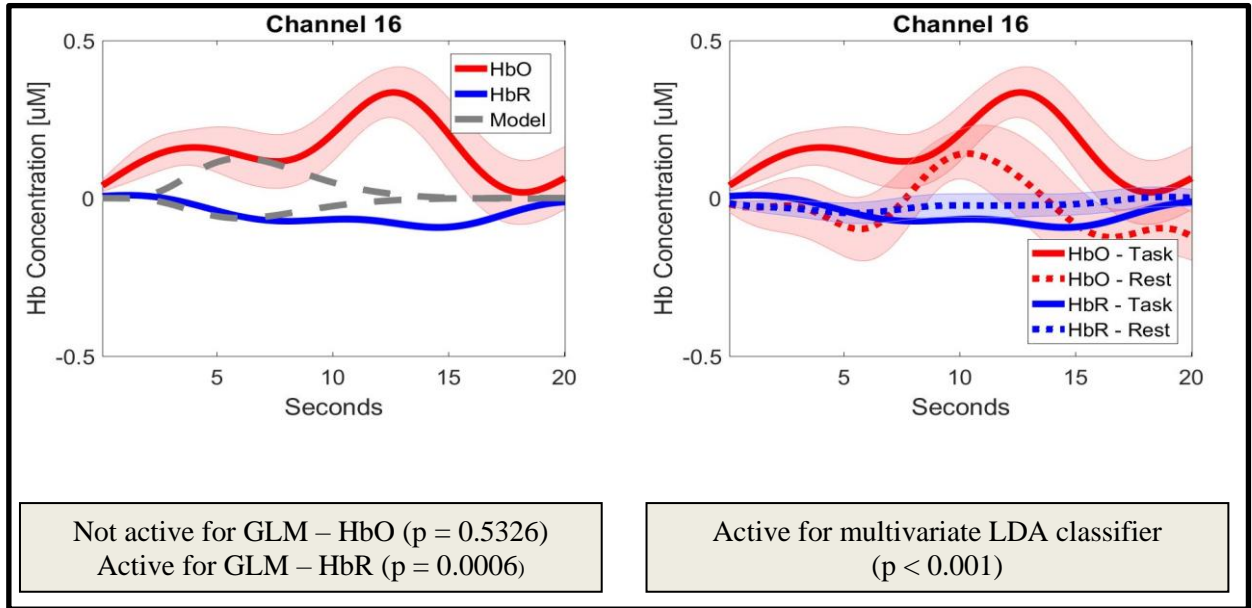 Channel 16
0.5
0
-0.5
Hb Concentration [uM]
5
10
15
20
Seconds
HbO
HbR
Model
Channel 16
0.5
0
-0.5
Hb Concentration [uM]
5
10
15
20
Seconds
HbO - Task
HbO - Rest
HbR - Task
HbR - Rest
Not active for GLM – HbO (p = 0.5326)
Active for GLM – HbR (p = 0.0006)
Active for multivariate LDA classifier
(p < 0.001)